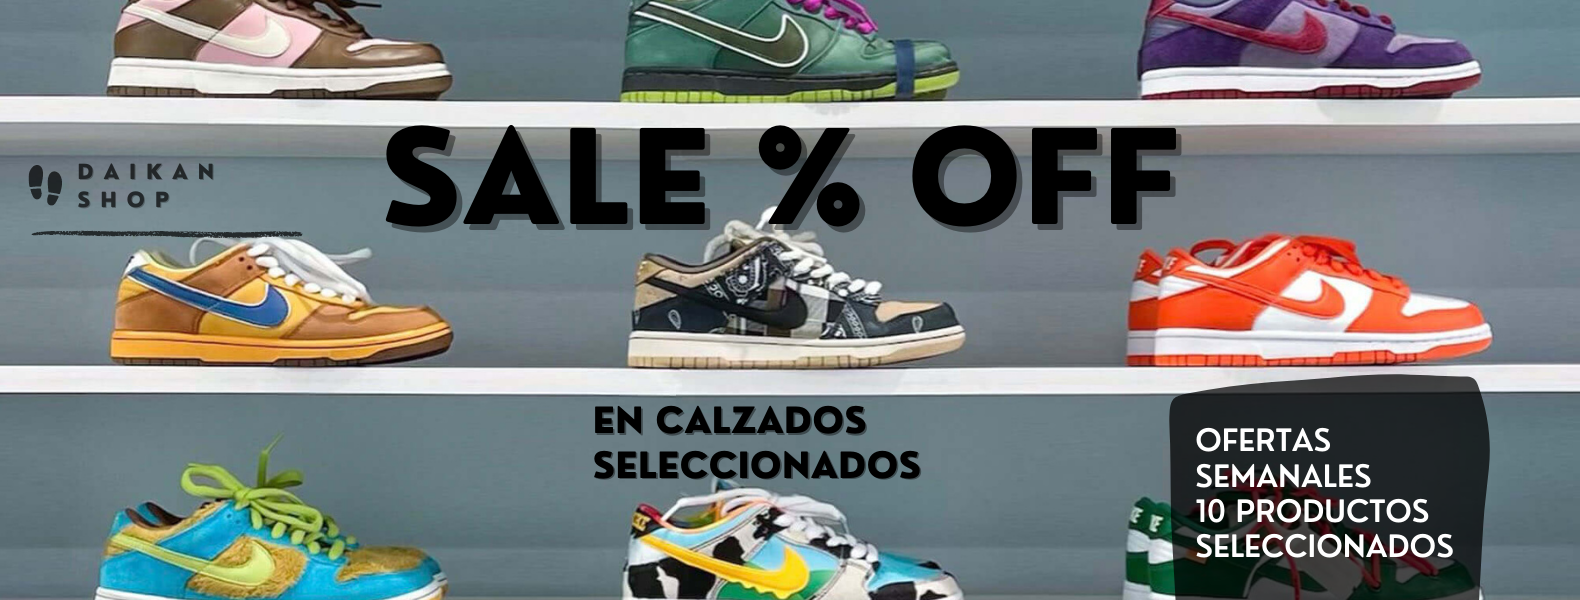 SALE % OFF
DAIKAN
SHOP
EN CALZADOS
SELECCIONADOS
OFERTAS
SEMANALES
10 PRODUCTOS
SELECCIONADOS